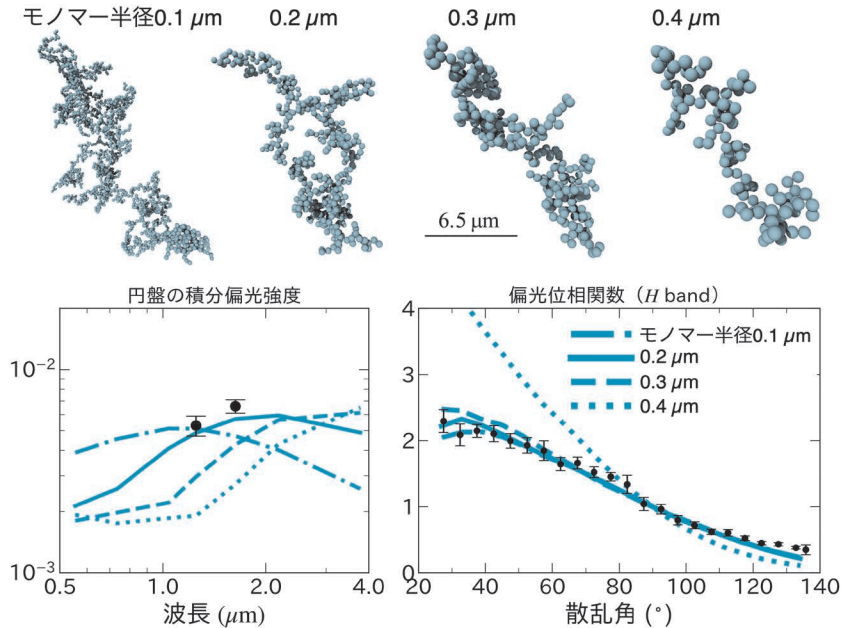 モノマー半径0.1 μm
0.2 μm
0.3 μm
0.4 μm
6.5 μm
円盤の積分偏光強度
10⁻²
10⁻³
0.5
1.0
2.0
4.0
波長 (μm)
偏光位相関数（H band）
モノマー半径0.1 μm
0.2 μm
0.3 μm
0.4 μm
4
3
2
1
0
20
40
60
80
100
120
140
散乱角 (°)